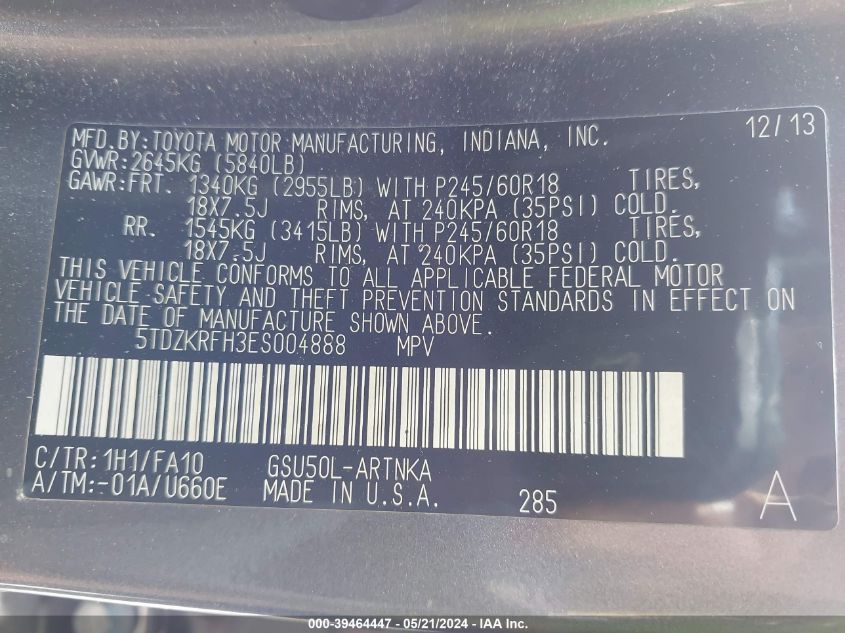 MFD.BY:TOYOTA MOTOR MANUFACTURING, INDIANA, INC. 12/13
GVWR:2645KG (5840LB)
GAWR:FRT. 1340KG (2955LB) WITH P245/60R18 TIRES,
18X7.5J RIMS, AT 240KPA (35PSI) COLD.
RR. 1545KG (3415LB) WITH P245/60R18 TIRES,
18X7.5J RIMS, AT 240KPA (35PSI) COLD.
THIS VEHICLE CONFORMS TO ALL APPLICABLE FEDERAL MOTOR
VEHICLE SAFETY AND THEFT PREVENTION STANDARDS IN EFFECT ON
THE DATE OF MANUFACTURE SHOWN ABOVE.
5TDZKRFH3ES004888 MPV
C/TR:1H1/FA10 GSU50L-ARTNKA
A/TM:-01A/U660E MADE IN U.S.A. 285 A
000-39464447 / 05/21/2024 - IAA Inc.